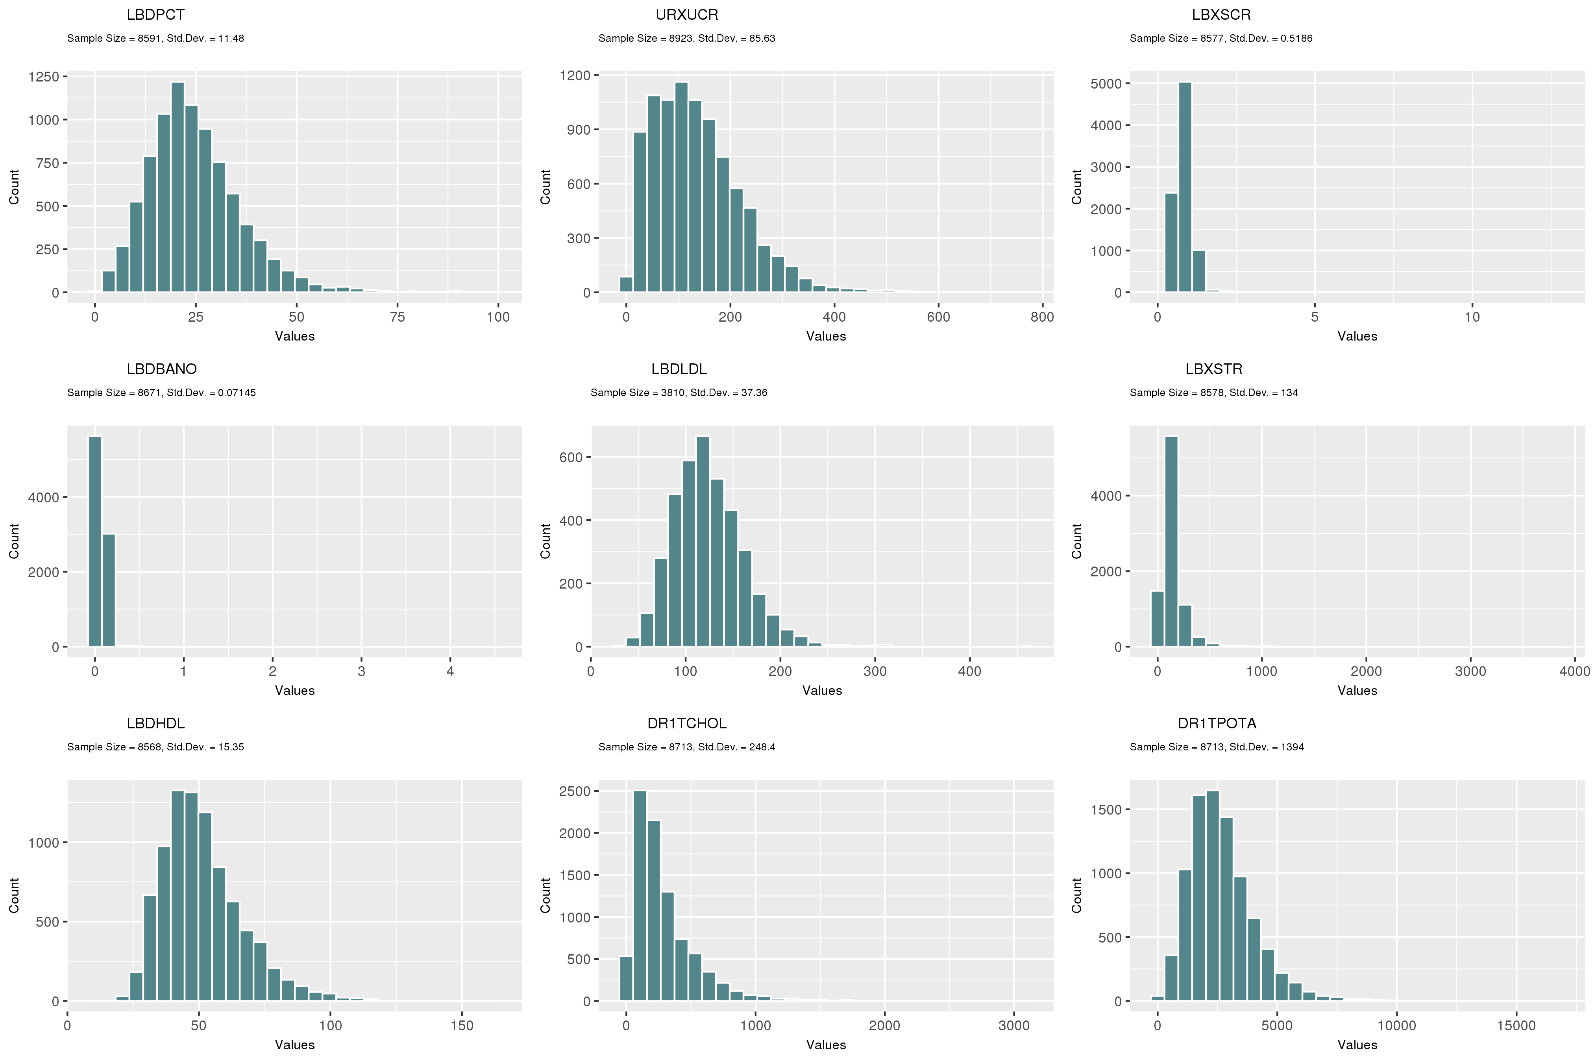 LBDPCT
Sample Size = 8591, Std.Dev. = 11.48
1250
1000
750
500
250
0
Count
0 25 50 75 100
Values
URXUCR
Sample Size = 8923, Std.Dev. = 85.63
1200
900
600
300
0
Count
0 200 400 600 800
Values
LBXSCR
Sample Size = 8577, Std.Dev. = 0.5186
5000
4000
3000
2000
1000
0
Count
0 5 10
Values
LBDBANO
Sample Size = 8671, Std.Dev. = 0.07145
4000
2000
0
Count
0 1 2 3 4
Values
LBDLDL
Sample Size = 3810, Std.Dev. = 37.36
600
400
200
0
Count
0 100 200 300 400
Values
LBXSTR
Sample Size = 8578, Std.Dev. = 134
4000
2000
0
Count
0 1000 2000 3000 4000
Values
LBDHDL
Sample Size = 8568, Std.Dev. = 15.35
1000
500
0
Count
0 50 100 150
Values
DR1TCHOL
Sample Size = 8713, Std.Dev. = 248.4
2500
2000
1500
1000
500
0
Count
0 1000 2000 3000
Values
DR1TPOTA
Sample Size = 8713, Std.Dev. = 1394
1500
1000
500
0
Count
0 5000 10000 15000
Values